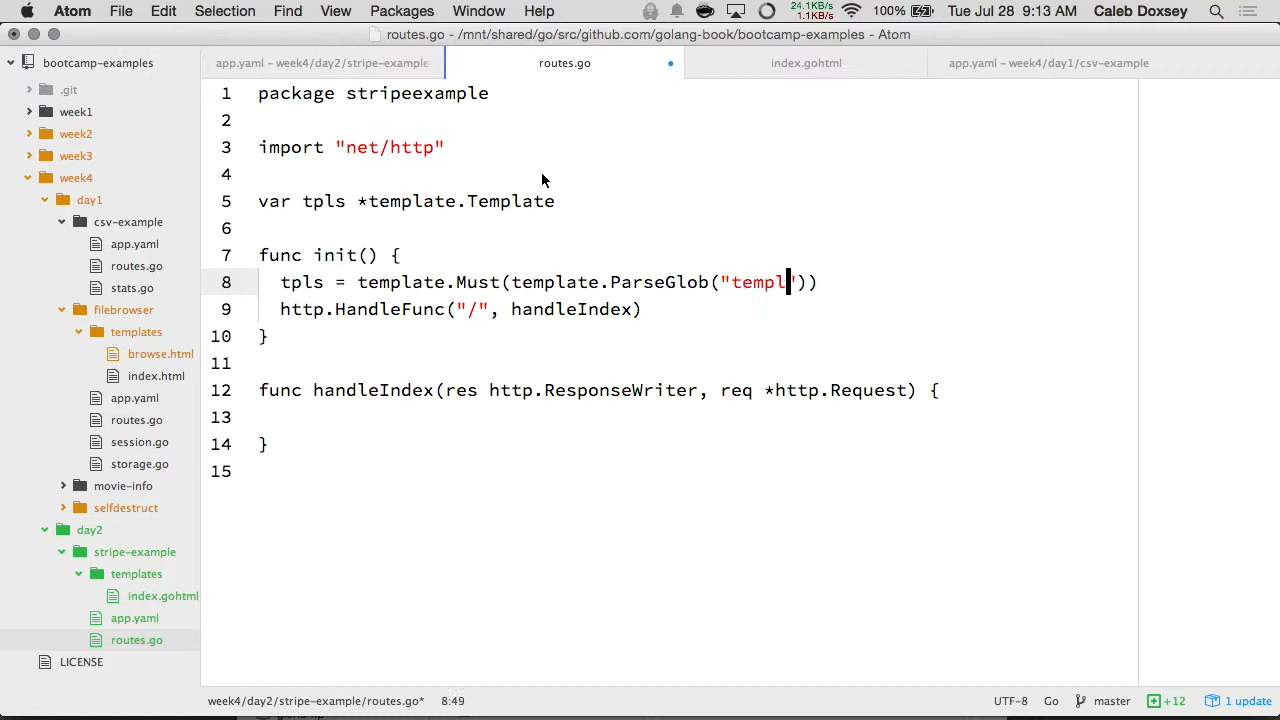 Atom File Edit Selection Find View Packages Window Help 24.1KB/s 1.1KB/s 100% Tue Jul 28 9:13 AM Caleb Doxsey
routes.go - /mnt/shared/go/src/github.com/golang-book/bootcamp-examples - Atom
bootcamp-examples
.git
week1
week2
week3
week4
day1
csv-example
app.yaml
routes.go
stats.go
filebrowser
templates
browse.html
index.html
app.yaml
routes.go
session.go
storage.go
movie-info
selfdestruct
day2
stripe-example
templates
index.gohtml
app.yaml
routes.go
LICENSE
app.yaml – week4/day2/stripe-example routes.go index.gohtml app.yaml – week4/day1/csv-example
1 package stripeexample
2
3 import "net/http"
4
5 var tpls *template.Template
6
7 func init() {
8 tpls = template.Must(template.ParseGlob("templ"))
9 http.HandleFunc("/", handleIndex)
10 }
11
12 func handleIndex(res http.ResponseWriter, req *http.Request) {
13
14 }
15
week4/day2/stripe-example/routes.go* 8:49 UTF-8 Go master +12 1 update